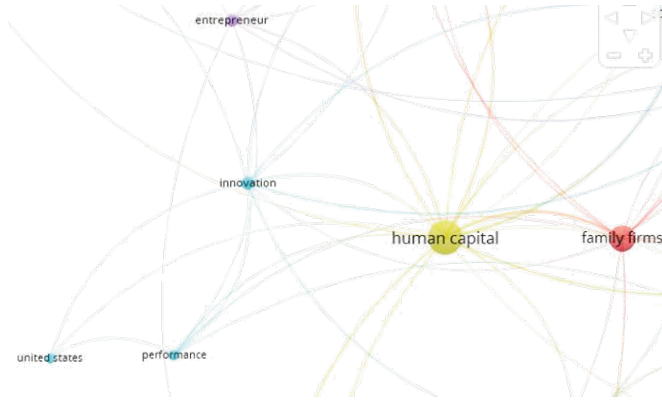 entrepreneur
innovation
human capital
family firms
united states
performance